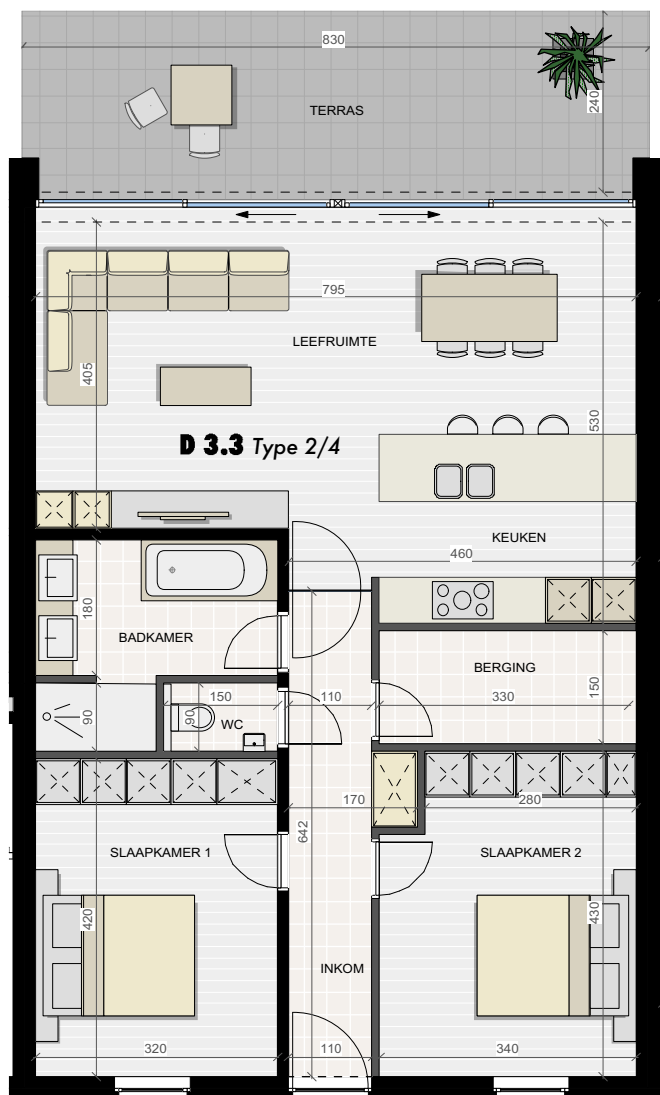 830
TERRAS
240
795
LEEFRUIMTE
405
530
D 3.3 Type 2/4
KEUKEN
460
180
BADKAMER
BERGING
150
110
330
150
90
90
WC
170
280
642
SLAAPKAMER 1
SLAAPKAMER 2
420
430
INKOM
320
110
340